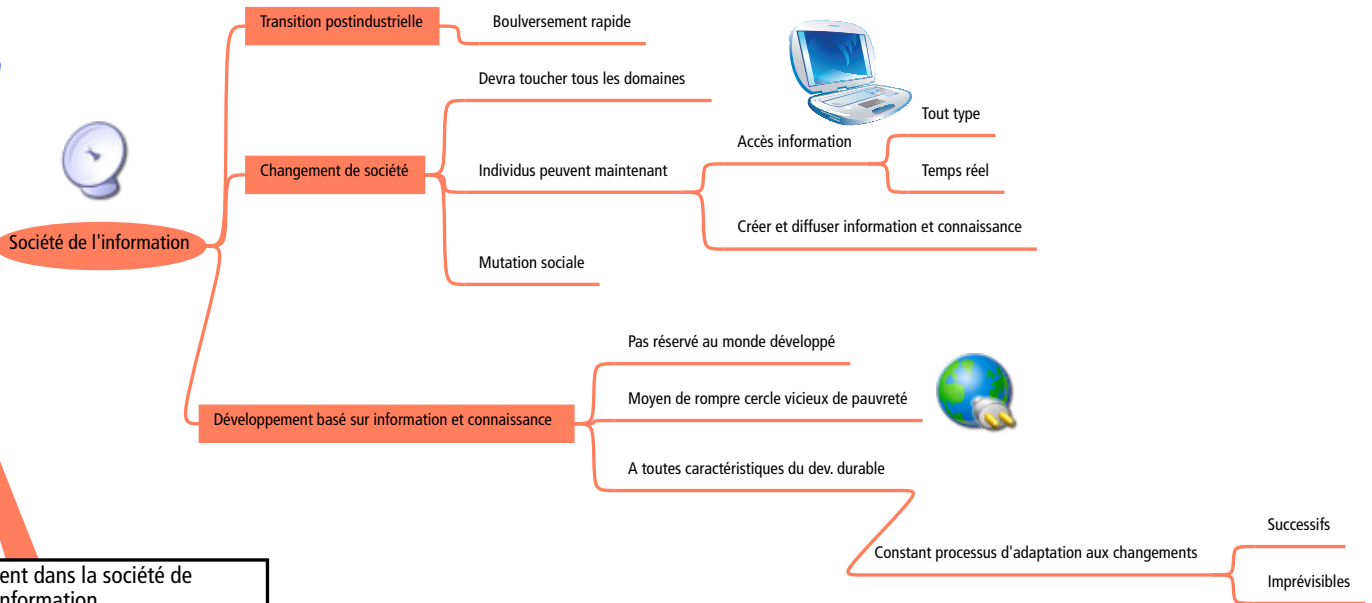 Transition postindustrielle
Boulversement rapide
Devra toucher tous les domaines
Tout type
Accès information
Changement de société
Individus peuvent maintenant
Temps réel
Créer et diffuser information et connaissance
Société de l'information
Mutation sociale
Pas réservé au monde développé
Moyen de rompre cercle vicieux de pauvreté
Développement basé sur information et connaissance
A toutes caractéristiques du dev. durable
Successifs
Constant processus d'adaptation aux changements
Imprévisibles
ent dans la société de
nformation